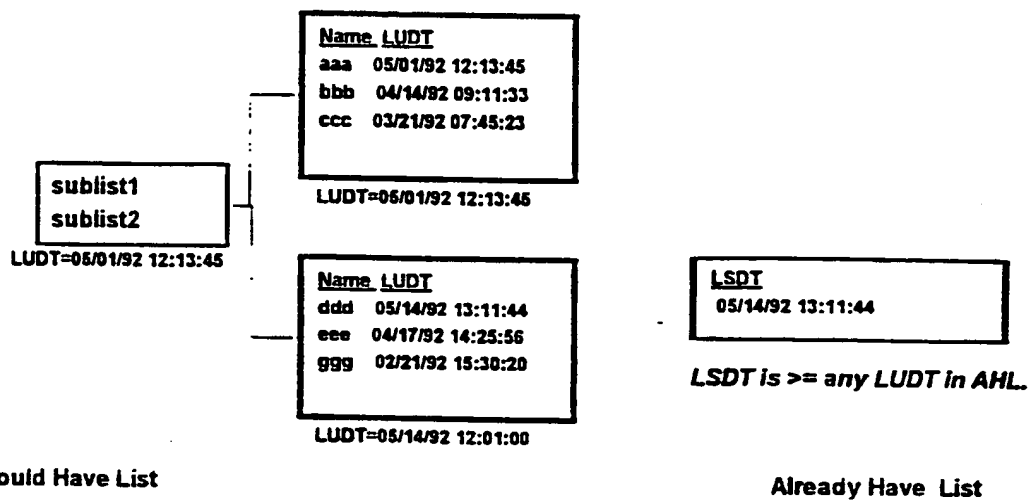 Name LUDT
aaa 05/01/92 12:13:45
bbb 04/14/92 09:11:33
ccc 03/21/92 07:45:23
LUDT=05/01/92 12:13:45
sublist1
sublist2
LUDT=05/01/92 12:13:45
Name LUDT
ddd 05/14/92 13:11:44
eee 04/17/92 14:25:56
ggg 02/21/92 15:30:20
LUDT=05/14/92 12:01:00
LSDT
05/14/92 13:11:44
LSDT is >= any LUDT in AHL.
ould Have List
Already Have List